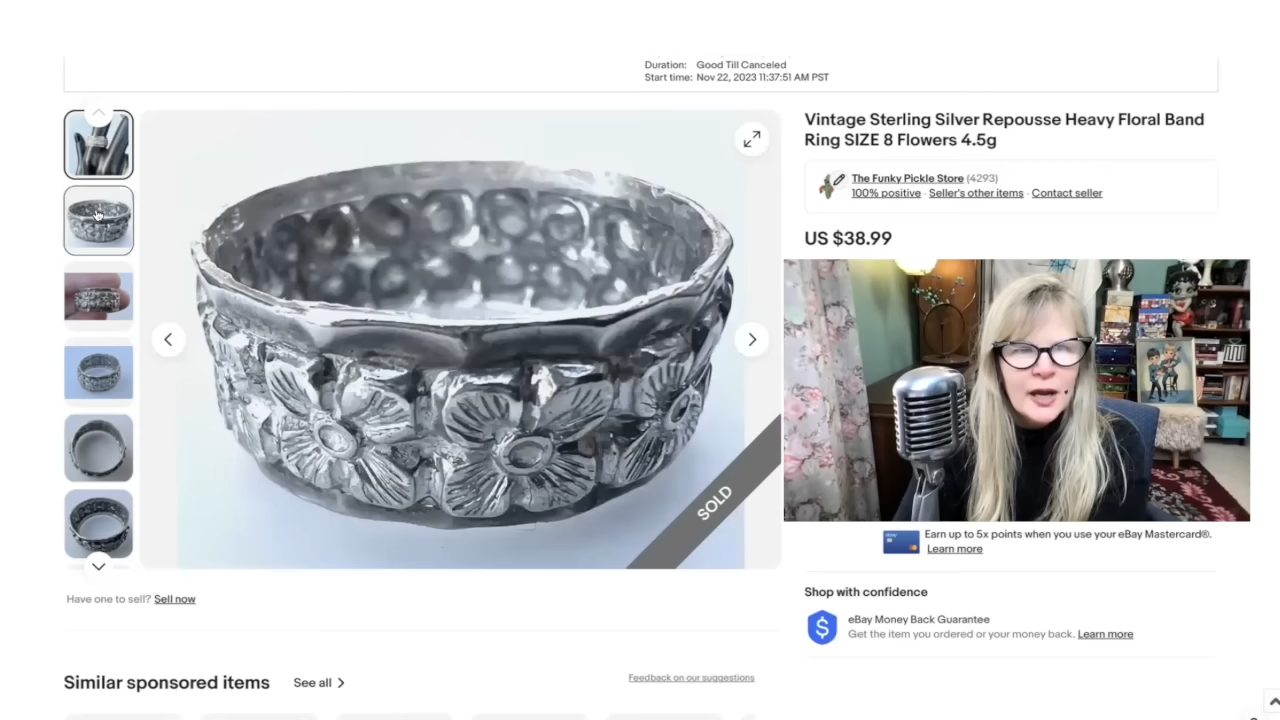 Duration: Good Till Canceled
Start time: Nov 22, 2023 11:37:51 AM PST
Vintage Sterling Silver Repousse Heavy Floral Band
Ring SIZE 8 Flowers 4.5g
The Funky Pickle Store (4293)
100% positive · Seller's other items · Contact seller
US $38.99
SOLD
Earn up to 5x points when you use your eBay Mastercard®.
Learn more
Have one to sell? Sell now
Shop with confidence
eBay Money Back Guarantee
Get the item you ordered or your money back. Learn more
Similar sponsored items
See all
Feedback on our suggestions